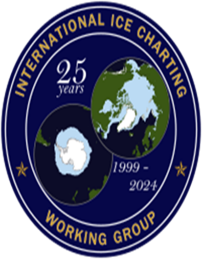 INTERNATIONAL ICE CHARTING
25
years
1999 -
2024
WORKING GROUP